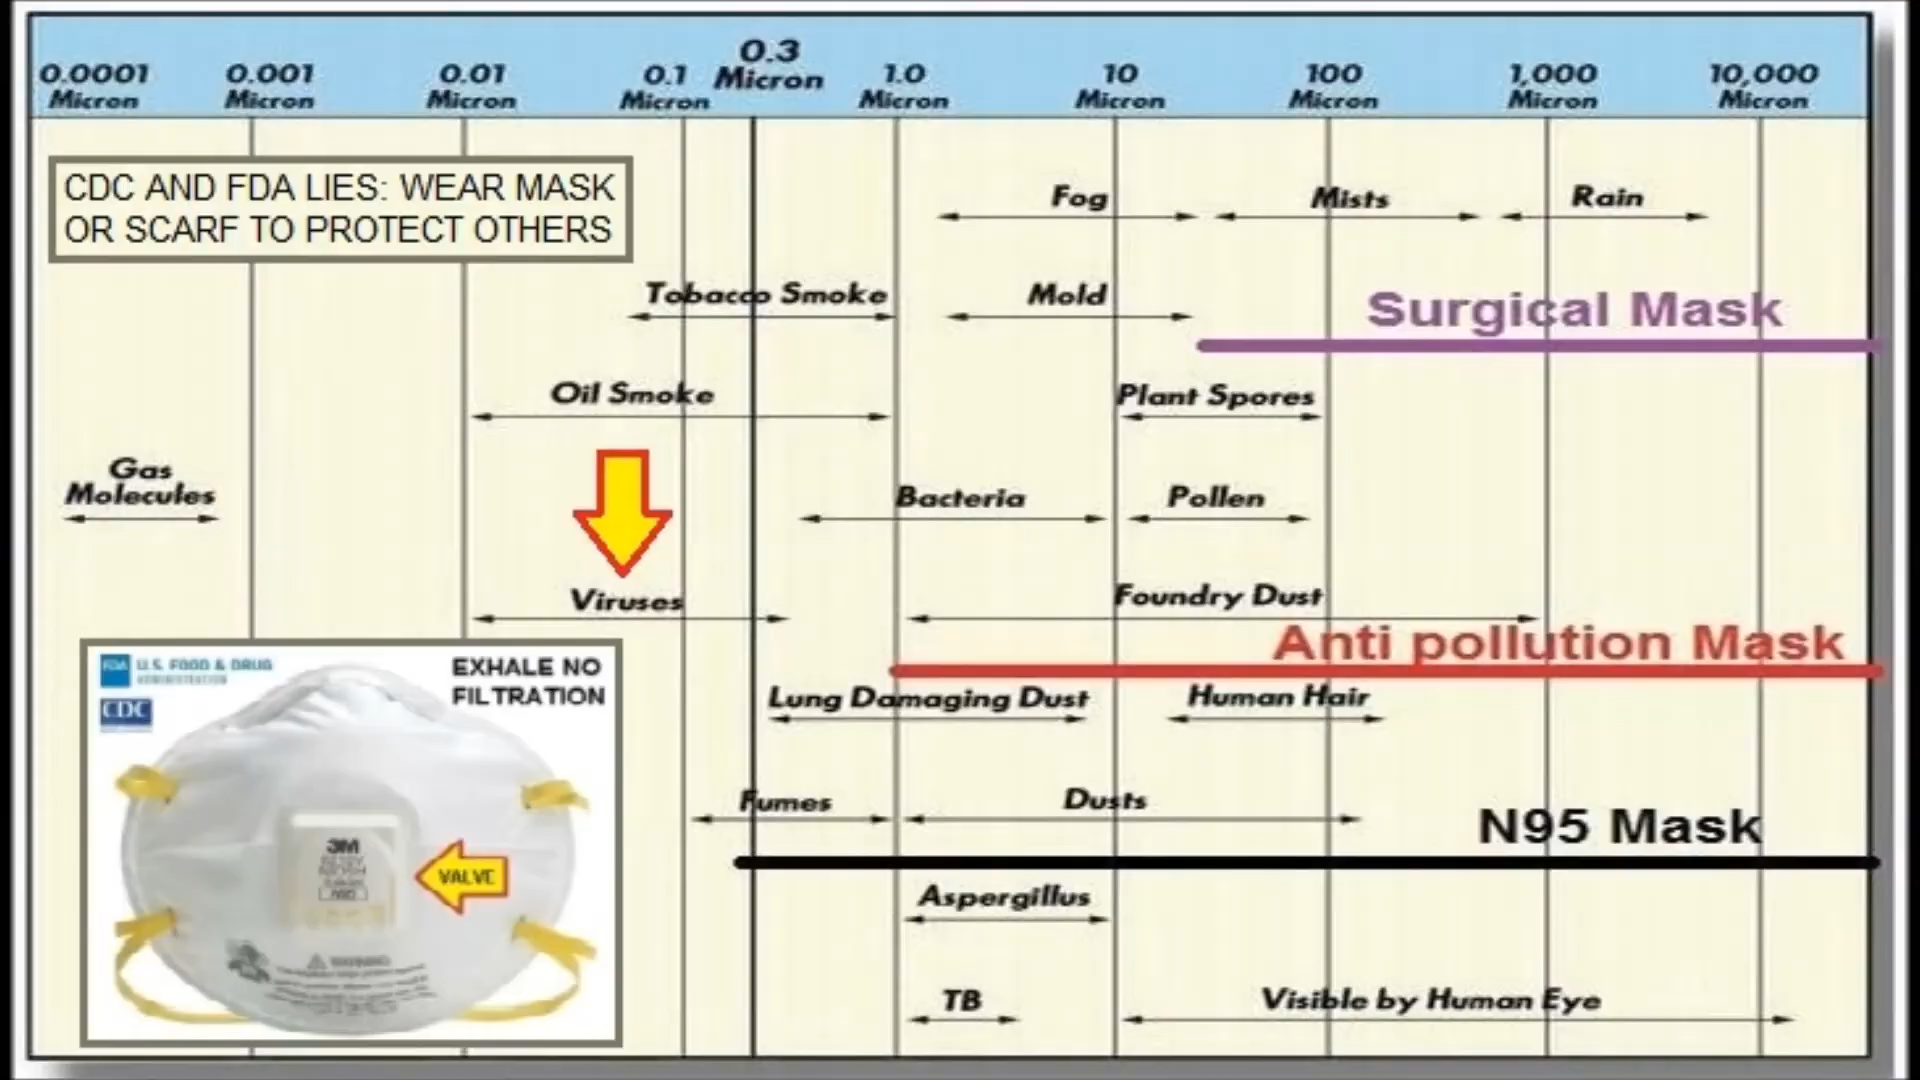 0.0001 Micron
0.001 Micron
0.01 Micron
0.1 Micron
0.3 Micron
1.0 Micron
10 Micron
100 Micron
1,000 Micron
10,000 Micron
CDC AND FDA LIES: WEAR MASK
OR SCARF TO PROTECT OTHERS
Fog
Mists
Rain
Tobacco Smoke
Mold
Surgical Mask
Oil Smoke
Plant Spores
Gas
Molecules
Bacteria
Pollen
Viruses
Foundry Dust
Anti pollution Mask
Lung Damaging Dust
Human Hair
Fumes
Dusts
N95 Mask
Aspergillus
TB
Visible by Human Eye
FDA U.S. FOOD & DRUG
ADMINISTRATION
CDC
EXHALE NO
FILTRATION
3M
VALVE
WARNING